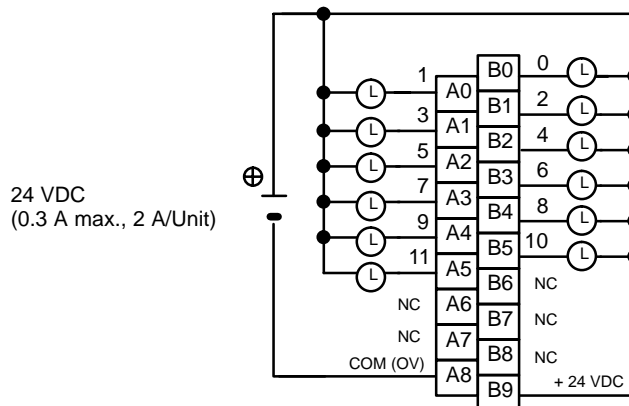 B0 0 L
1 L A0
B1 2 L
3 L A1
B2 4 L
5 L A2
B3 6 L
7 L A3
B4 8 L
9 L A4
B5 10 L
11 L A5
B6 NC
NC A6
B7 NC
NC A7
B8 NC
COM (OV) A8
B9 + 24 VDC
24 VDC
(0.3 A max., 2 A/Unit)